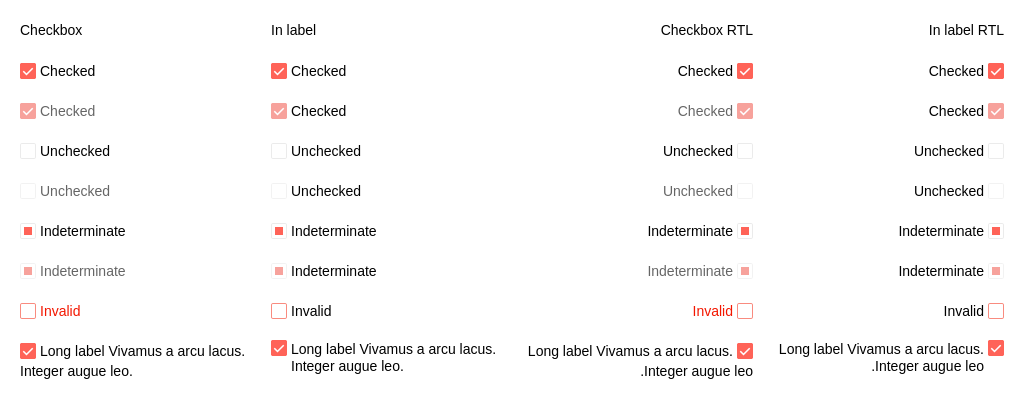 Checkbox
In label
Checkbox RTL
In label RTL
Checked
Checked
Checked
Checked
Checked
Checked
Checked
Checked
Unchecked
Unchecked
Unchecked
Unchecked
Unchecked
Unchecked
Unchecked
Unchecked
Indeterminate
Indeterminate
Indeterminate
Indeterminate
Indeterminate
Indeterminate
Indeterminate
Indeterminate
Invalid
Invalid
Invalid
Invalid
Long label Vivamus a arcu lacus.
Integer augue leo.
Long label Vivamus a arcu lacus.
Integer augue leo.
Long label Vivamus a arcu lacus.
.Integer augue leo
Long label Vivamus a arcu lacus.
.Integer augue leo